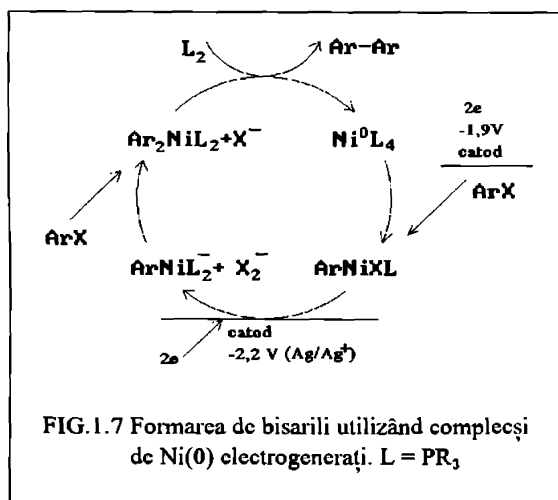 L₂ Ar-Ar
2e
-1,9V
catod
Ar₂NiL₂+X⁻ Ni⁰L₄
ArX
ArX
ArNiL₂⁻+ X₂⁻ ArNiXL
catod
2e -2,2 V (Ag/Ag⁺)
FIG.1.7 Formarea de bisarili utilizând complecși
de Ni(0) electrogenerați. L = PR₃